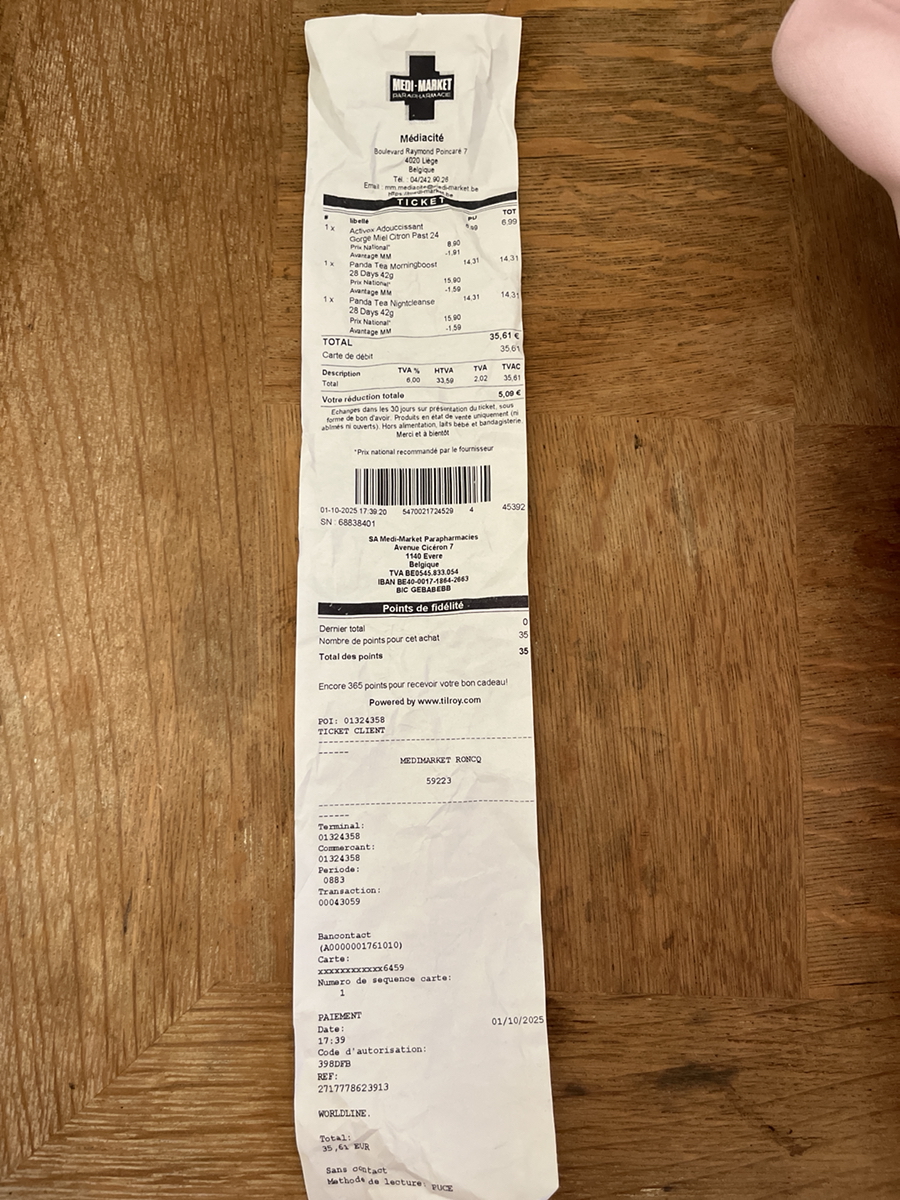 MEDI-MARKET
PARAPHARMACIE
Médiacité
Boulevard Raymond Poincaré 7
4020 Liège
Belgique
Tél. : 04/242.90.26
Email : mm.mediacite@medi-market.be
https://medi-market.be
TICKET
# libellé PU TOT
1 x Activox Adoucissant 6,99 6,99
Gorge Miel Citron Past 24
Prix National* 8,90
Avantage MM -1,91
1 x Panda Tea Morningboost 14,31 14,31
28 Days 42g
Prix National* 15,90
Avantage MM -1,59
1 x Panda Tea Nightcleanse 14,31 14,31
28 Days 42g
Prix National* 15,90
Avantage MM -1,59
TOTAL 35,61 €
Carte de débit 35,61
Description TVA % HTVA TVA TVAC
Total 6,00 33,59 2,02 35,61
Votre réduction totale 5,09 €
Echanges dans les 30 jours sur présentation du ticket, sous
forme de bon d'avoir. Produits en état de vente uniquement (ni
abîmés ni ouverts). Hors alimentation, laits bébé et bandagisterie.
Merci et à bientôt
*Prix national recommandé par le fournisseur
01-10-2025 17:39:20 5470021724529 4 45392
SN : 68838401
SA Medi-Market Parapharmacies
Avenue Cicéron 7
1140 Evere
Belgique
TVA BE0545.833.054
IBAN BE40-0017-1864-2663
BIC GEBABEBB
Points de fidélité
Dernier total 0
Nombre de points pour cet achat 35
Total des points 35
Encore 365 points pour recevoir votre bon cadeau!
Powered by www.tilroy.com
POI: 01324358
TICKET CLIENT
MEDIMARKET RONCQ
59223
Terminal:
01324358
Commercant:
01324358
Periode:
0883
Transaction:
00043059
Bancontact
(A0000001761010)
Carte:
xxxxxxxxxxxx6459
Numero de sequence carte:
1
PAIEMENT
Date: 01/10/2025
17:39
Code d'autorisation:
398DFB
REF:
2717778623913
WORLDLINE.
Total:
35,61 EUR
Sans contact
Methode de lecture: PUCE